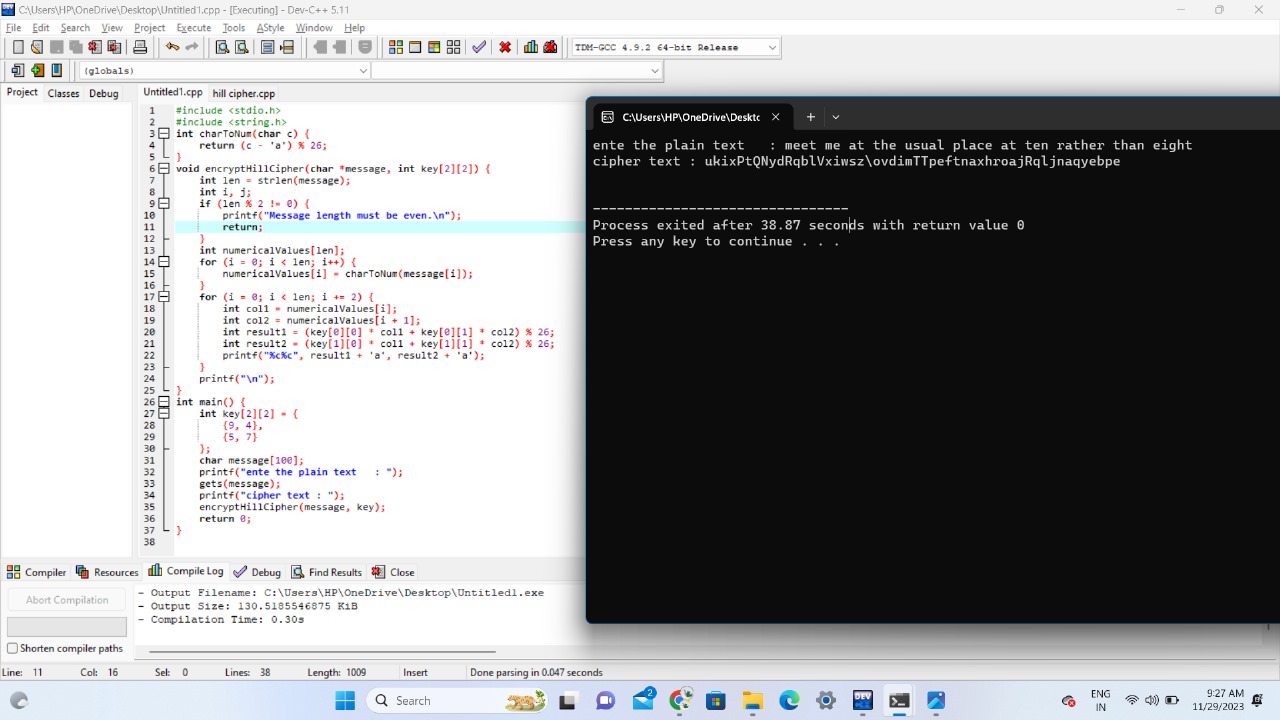 C:\Users\HP\OneDrive\Desktop\Untitled1.cpp - [Executing] - Dev-C++ 5.11
File Edit Search View Project Execute Tools AStyle Window Help
TDM-GCC 4.9.2 64-bit Release
(globals)
Project Classes Debug
Untitled1.cpp hill cipher.cpp
1 #include <stdio.h>
2 #include <string.h>
3 int charToNum(char c) {
4 return (c - 'a') % 26;
5 }
6 void encryptHillCipher(char *message, int key[2][2]) {
7 int len = strlen(message);
8 int i, j;
9 if (len % 2 != 0) {
10 printf("Message length must be even.\n");
11 return;
12 }
13 int numericalValues[len];
14 for (i = 0; i < len; i++) {
15 numericalValues[i] = charToNum(message[i]);
16 }
17 for (i = 0; i < len; i += 2) {
18 int col1 = numericalValues[i];
19 int col2 = numericalValues[i + 1];
20 int result1 = (key[0][0] * col1 + key[0][1] * col2) % 26;
21 int result2 = (key[1][0] * col1 + key[1][1] * col2) % 26;
22 printf("%c%c", result1 + 'a', result2 + 'a');
23 }
24 printf("\n");
25 }
26 int main() {
27 int key[2][2] = {
28 {9, 4},
29 {5, 7}
30 };
31 char message[100];
32 printf("ente the plain text   : ");
33 gets(message);
34 printf("cipher text : ");
35 encryptHillCipher(message, key);
36 return 0;
37 }
38
C:\Users\HP\OneDrive\Deskto
ente the plain text   : meet me at the usual place at ten rather than eight
cipher text : ukixPtQNydRqblVxiwsz\ovdimTTpeftnaxhroajRqljnaqyebpe
--------------------------------
Process exited after 38.87 seconds with return value 0
Press any key to continue . . .
Compiler Resources Compile Log Debug Find Results Close
Abort Compilation
Shorten compiler paths
- Output Filename: C:\Users\HP\OneDrive\Desktop\Untitled1.exe
- Output Size: 130.5185546875 KiB
- Compilation Time: 0.30s
Line: 11 Col: 16 Sel: 0 Lines: 38 Length: 1009 Insert Done parsing in 0.047 seconds
Search
DEV
2
DEV
ENG
IN
9:27 AM
11/29/2023